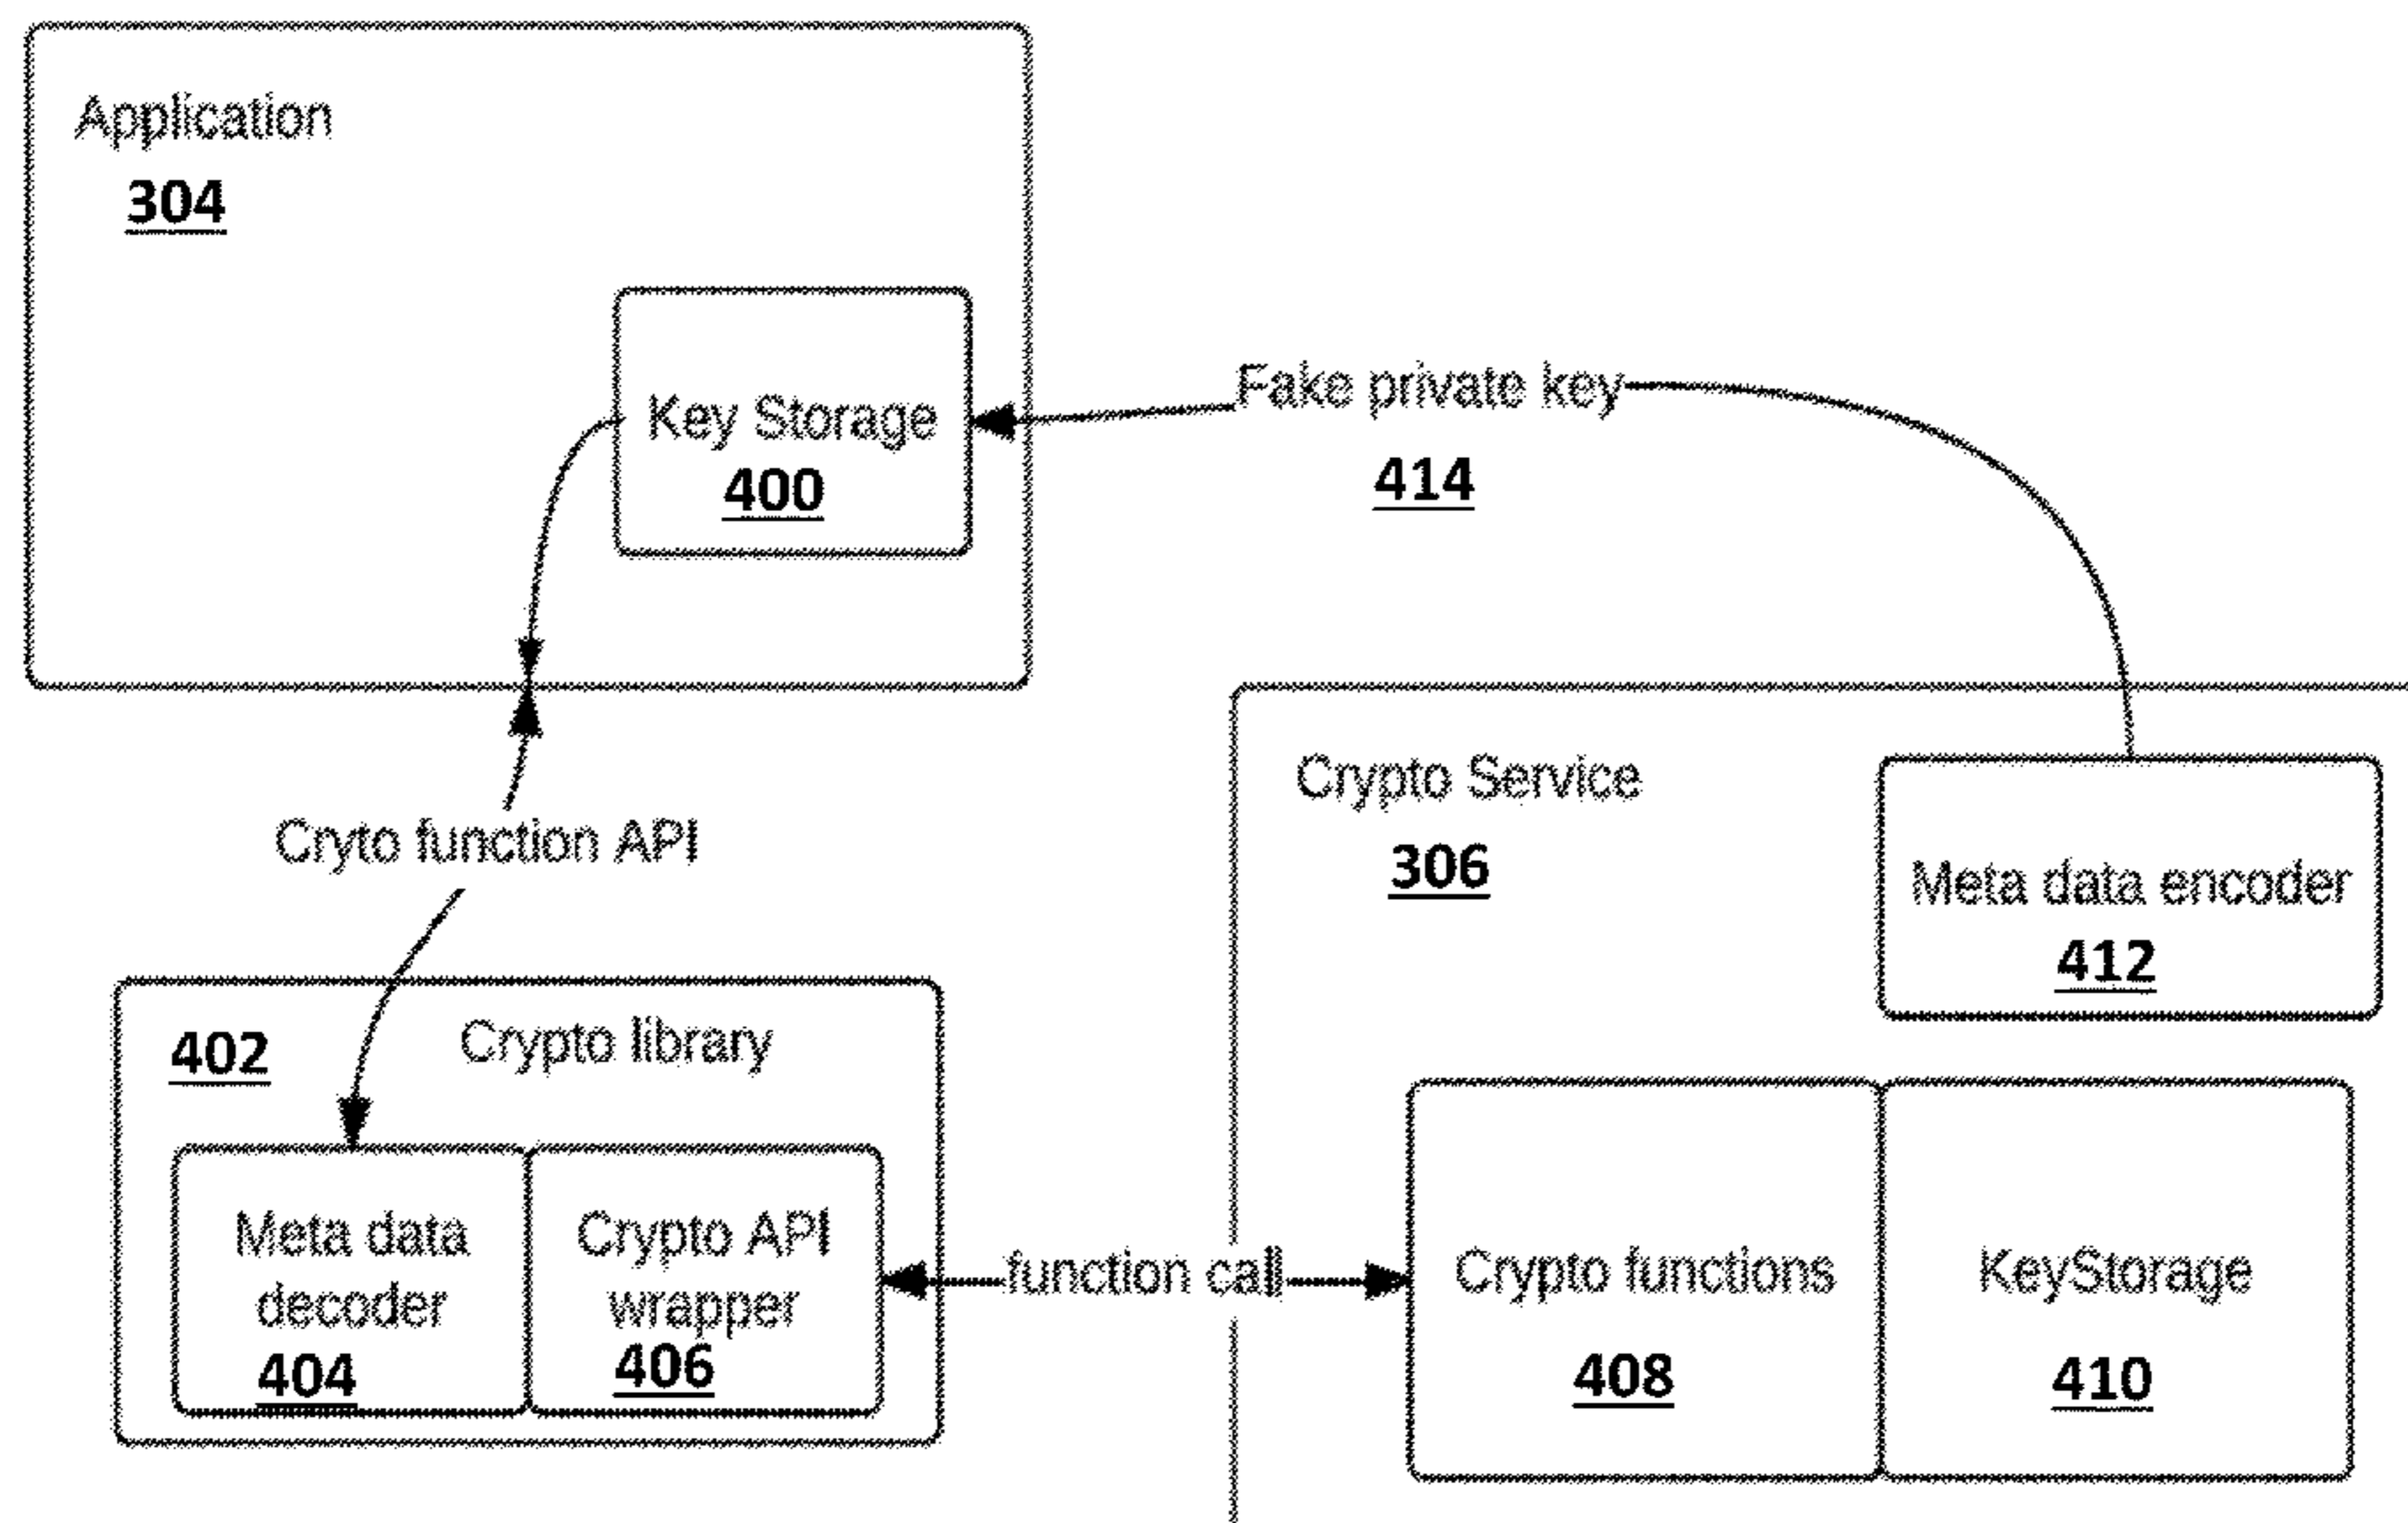 Application
304
Key Storage
400
Fake private key
414
Cryto function API
Crypto Service
306
Meta data encoder
412
402
Crypto library
Meta data
decoder
404
Crypto API
wrapper
406
function call
Crypto functions
408
KeyStorage
410